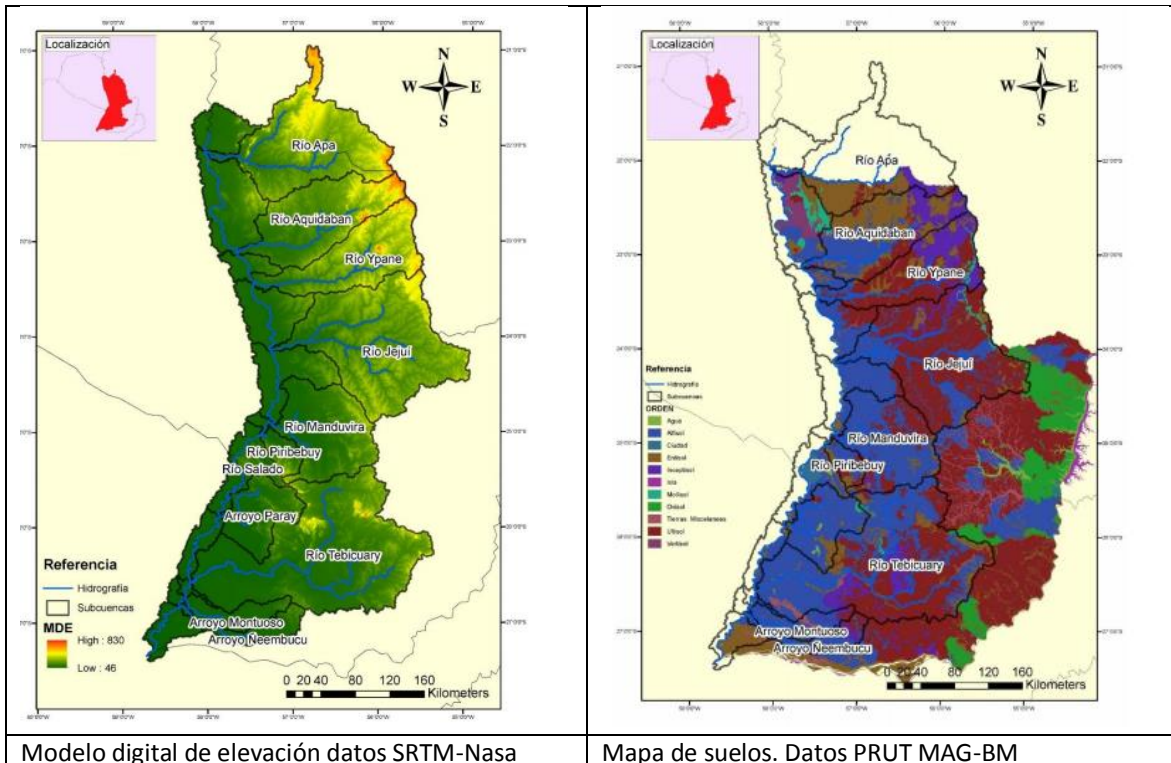 Localización
N
W
E
S
Río Apa
Río Aquidaban
Río Ypane
Río Jejuí
Río Manduvira
Río Piribebuy
Río Salado
Arroyo Paray
Río Tebicuary
Arroyo Montuoso
Arroyo Ñeembucu
Referencia
Hidrografía
Subcuencas
MDE
High : 830
Low : 46
0 20 40 80 120 160
Kilometers
Modelo digital de elevación datos SRTM-Nasa
Localización
N
W
E
S
Río Apa
Río Aquidaban
Río Ypane
Río Jejuí
Río Manduvira
Río Piribebuy
Río Tebicuary
Arroyo Montuoso
Arroyo Ñeembucu
Referencia
Hidrografía
Subcuencas
ORDEN
Agua
Alfisol
Ciudad
Entisol
Inceptisol
Isla
Mollisol
Oxisol
Tierras Miscelaneas
Ultisol
Vertisol
0 20 40 80 120 160
Kilometers
Mapa de suelos. Datos PRUT MAG-BM